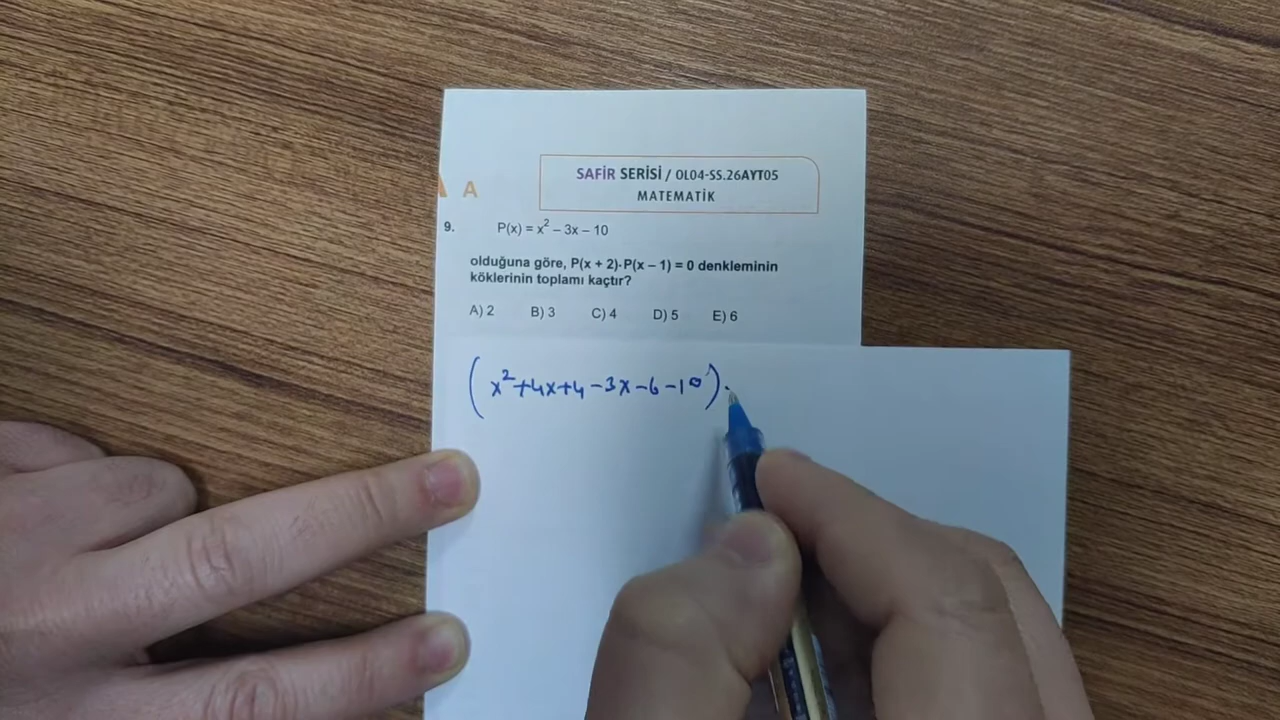 A
SAFİR SERİSİ / OL04-SS.26AYT05
MATEMATİK
9. P(x) = x² – 3x – 10
olduğuna göre, P(x + 2)·P(x – 1) = 0 denkleminin
köklerinin toplamı kaçtır?
A) 2 B) 3 C) 4 D) 5 E) 6
(x²+4x+4-3x-6-10).